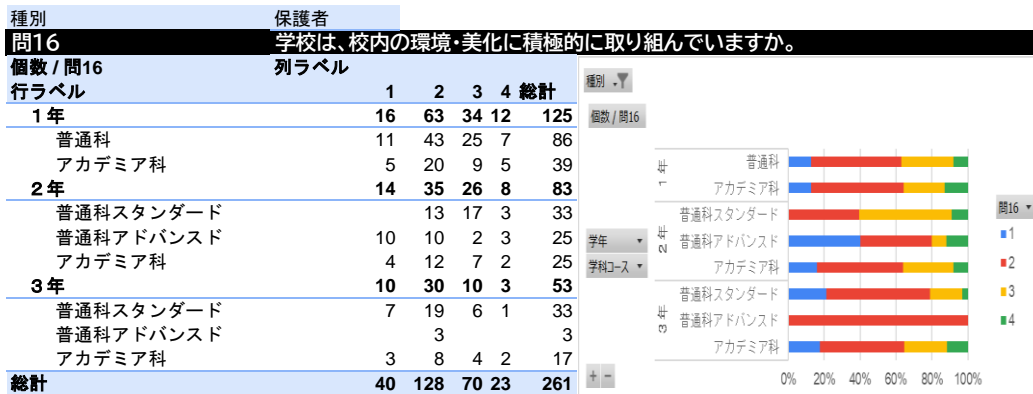 種別 保護者
問16 学校は、校内の環境・美化に積極的に取り組んでいますか。
個数 / 問16 列ラベル
行ラベル 1 2 3 4 総計
1年 16 63 34 12 125
普通科 11 43 25 7 86
アカデミア科 5 20 9 5 39
2年 14 35 26 8 83
普通科スタンダード 13 17 3 33
普通科アドバンスド 10 10 2 3 25
アカデミア科 4 12 7 2 25
3年 10 30 10 3 53
普通科スタンダード 7 19 6 1 33
普通科アドバンスド 3 3
アカデミア科 3 8 4 2 17
総計 40 128 70 23 261
種別
個数 / 問16
学年
学科コース
1年
普通科
アカデミア科
2年
普通科スタンダード
普通科アドバンスド
アカデミア科
3年
普通科スタンダード
普通科アドバンスド
アカデミア科
0% 20% 40% 60% 80% 100%
問16
1
2
3
4
+ -